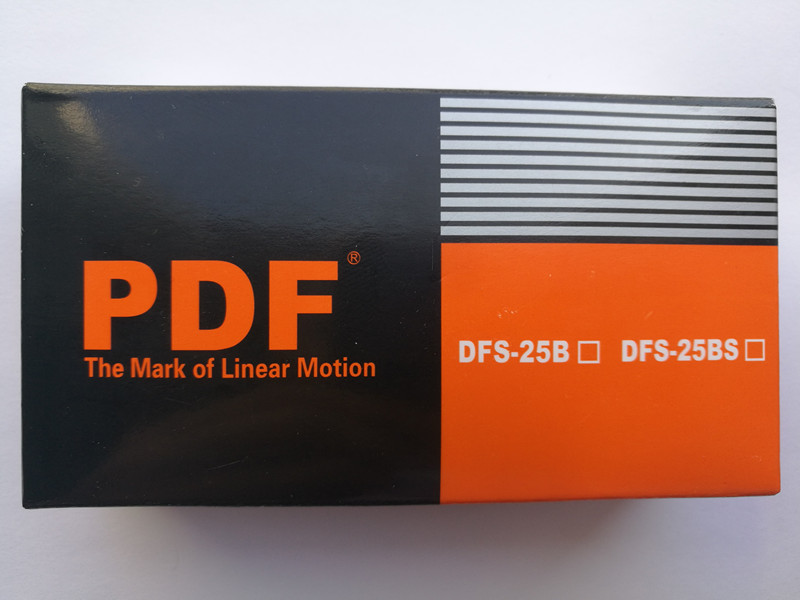 PDF®
The Mark of Linear Motion
DFS-25B □ DFS-25BS □